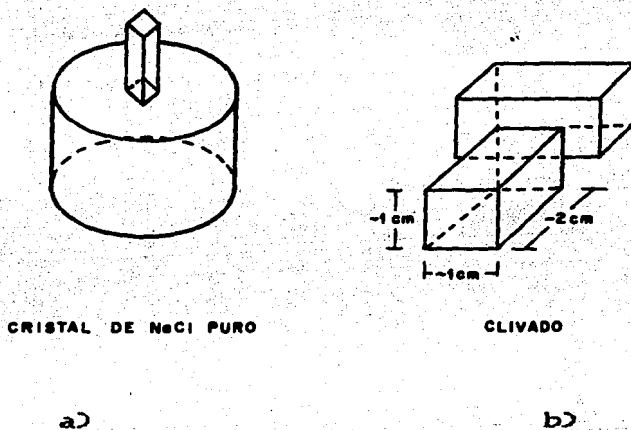 ~1 cm
~2 cm
~1cm
CRISTAL DE NaCl PURO
CLIVADO
a)
b)